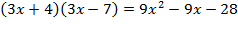 (3x + 4)(3x − 7) = 9x² − 9x − 28